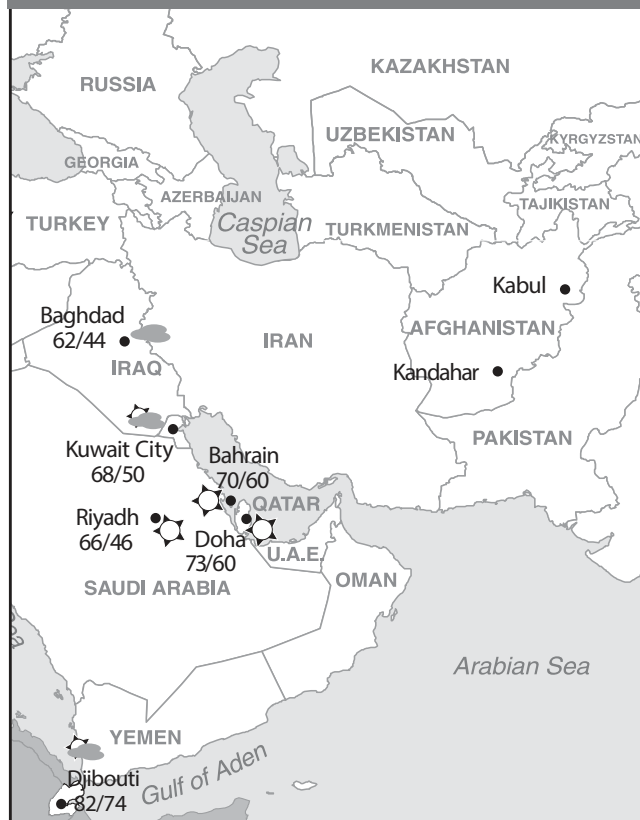 KAZAKHSTAN
RUSSIA
UZBEKISTAN
KYRGYZSTAN
GEORGIA
AZERBAIJAN
TAJIKISTAN
TURKEY
Caspian
Sea
TURKMENISTAN
Kabul
Baghdad
62/44
IRAQ
IRAN
AFGHANISTAN
Kandahar
Kuwait City
68/50
PAKISTAN
Bahrain
70/60
QATAR
Riyadh
66/46
Doha
73/60
U.A.E.
SAUDI ARABIA
OMAN
Arabian Sea
YEMEN
Gulf of Aden
Djibouti
82/74